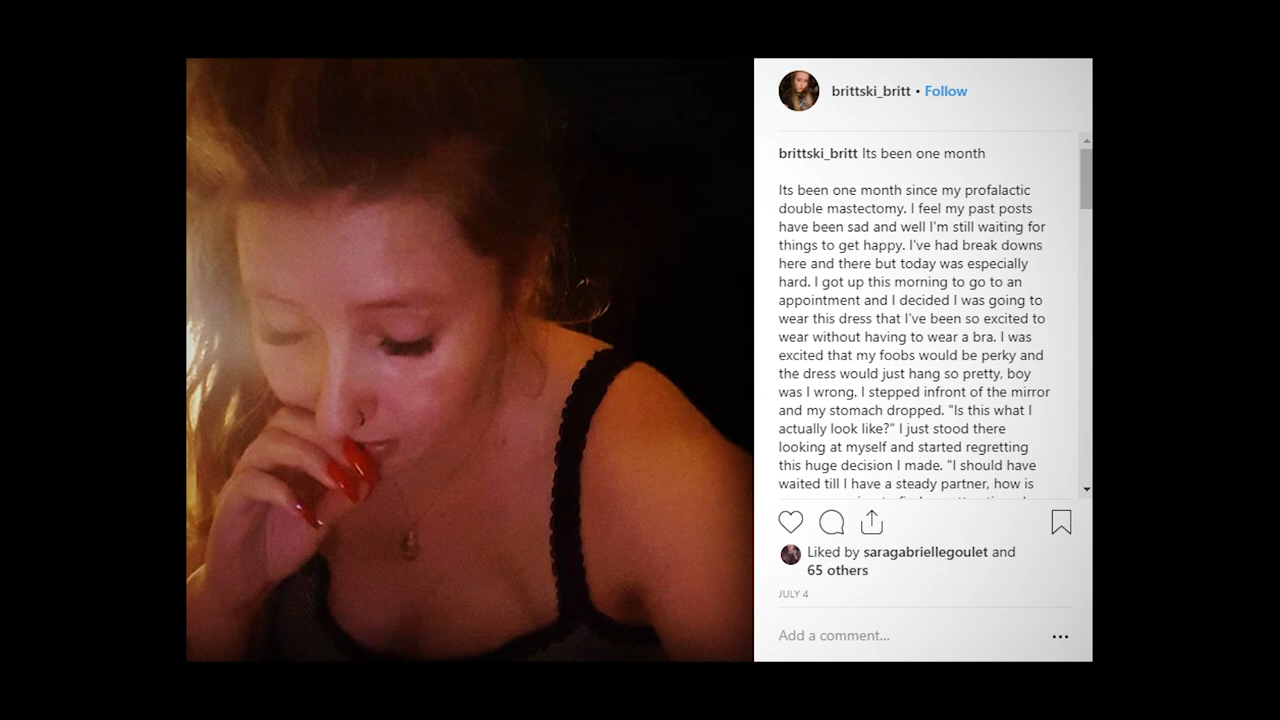 brittski_britt • Follow
brittski_britt Its been one month
Its been one month since my profalactic
double mastectomy. I feel my past posts
have been sad and well I'm still waiting for
things to get happy. I've had break downs
here and there but today was especially
hard. I got up this morning to go to an
appointment and I decided I was going to
wear this dress that I've been so excited to
wear without having to wear a bra. I was
excited that my foobs would be perky and
the dress would just hang so pretty, boy
was I wrong. I stepped infront of the mirror
and my stomach dropped. "Is this what I
actually look like?" I just stood there
looking at myself and started regretting
this huge decision I made. "I should have
waited till I have a steady partner, how is
Liked by saragabriellegoulet and
65 others
JULY 4
Add a comment...